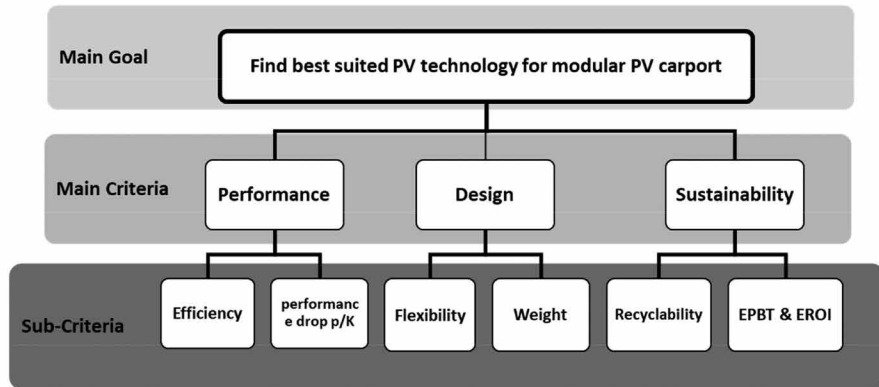 Main Goal
Find best suited PV technology for modular PV carport
Main Criteria
Performance
Design
Sustainability
Sub-Criteria
Efficiency
performanc
e drop p/K
Flexibility
Weight
Recyclability
EPBT & EROI